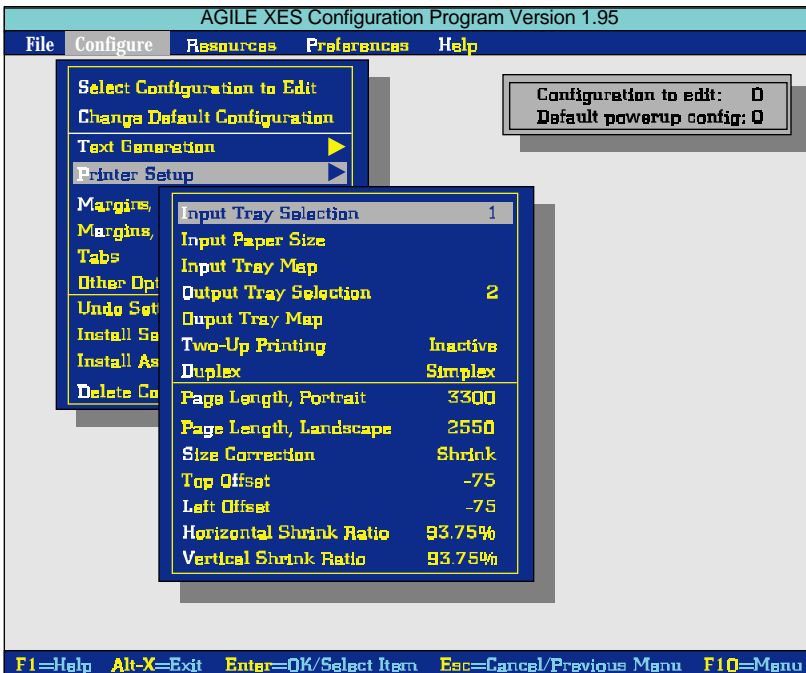 AGILE XES Configuration Program Version 1.95
File Configure Resources Preferences Help
Select Configuration to Edit
Change Default Configuration
Text Generation
Printer Setup
Margins,
Margins,
Tabs
Other Opt
Undo Set
Install Se
Install As
Delete Co
Configuration to edit: 0
Default powerup config: 0
Input Tray Selection 1
Input Paper Size
Input Tray Map
Output Tray Selection 2
Ouput Tray Map
Two-Up Printing Inactive
Duplex Simplex
Page Length, Portrait 3300
Page Length, Landscape 2550
Size Correction Shrink
Top Offset -75
Left Offset -75
Horizontal Shrink Ratio 93.75%
Vertical Shrink Ratio 93.75%
F1=Help Alt-X=Exit Enter=OK/Select Item Esc=Cancel/Previous Menu F10=Menu